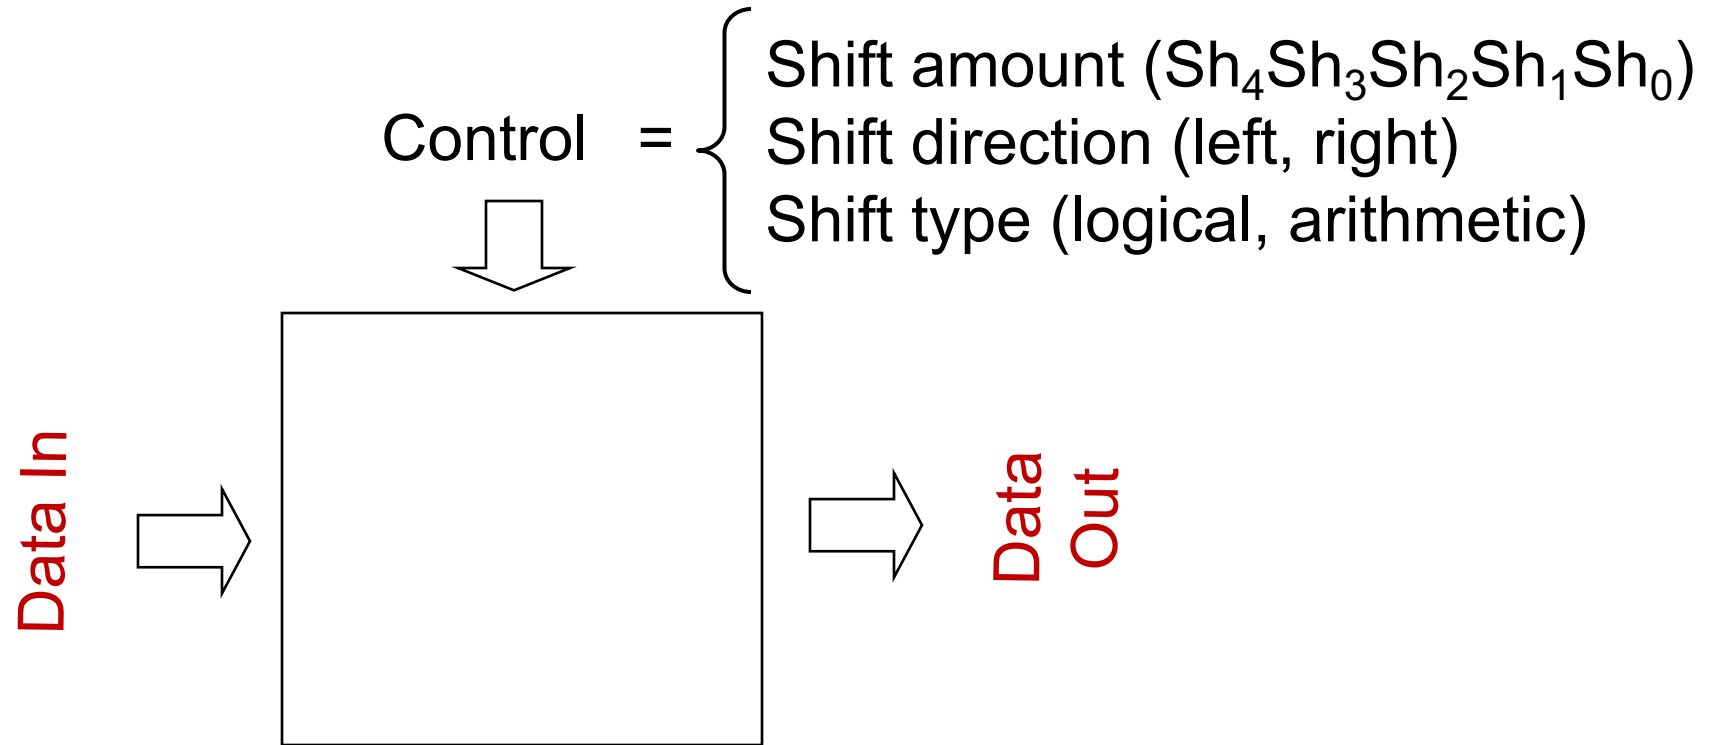 Shift amount (Sh₄Sh₃Sh₂Sh₁Sh₀)
Control =
Shift direction (left, right)
Shift type (logical, arithmetic)
Data In
Data
Out